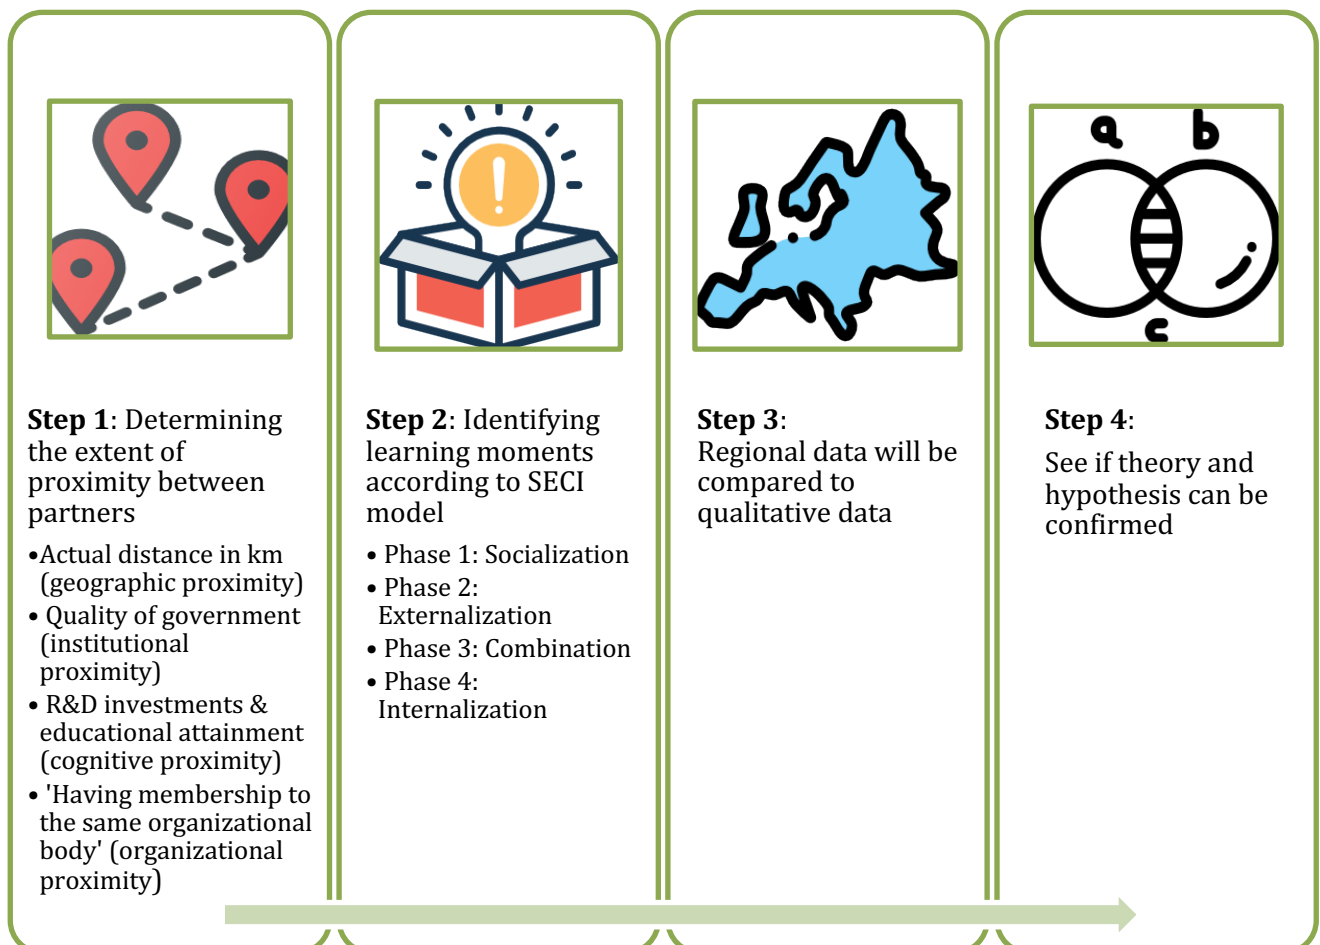 a b
c
Step 1: Determining
the extent of
proximity between
partners
•Actual distance in km
(geographic proximity)
• Quality of government
(institutional
proximity)
• R&D investments &
educational attainment
(cognitive proximity)
• 'Having membership to
the same organizational
body' (organizational
proximity)
Step 2: Identifying
learning moments
according to SECI
model
• Phase 1: Socialization
• Phase 2:
Externalization
• Phase 3: Combination
• Phase 4:
Internalization
Step 3:
Regional data will be
compared to
qualitative data
Step 4:
See if theory and
hypothesis can be
confirmed